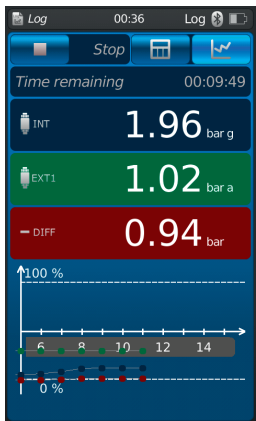 Log 00:36 Log
Stop
Time remaining 00:09:49
INT 1.96 bar g
EXT1 1.02 bar a
DIFF 0.94 bar
100 %
6 8 10 12 14
0 %